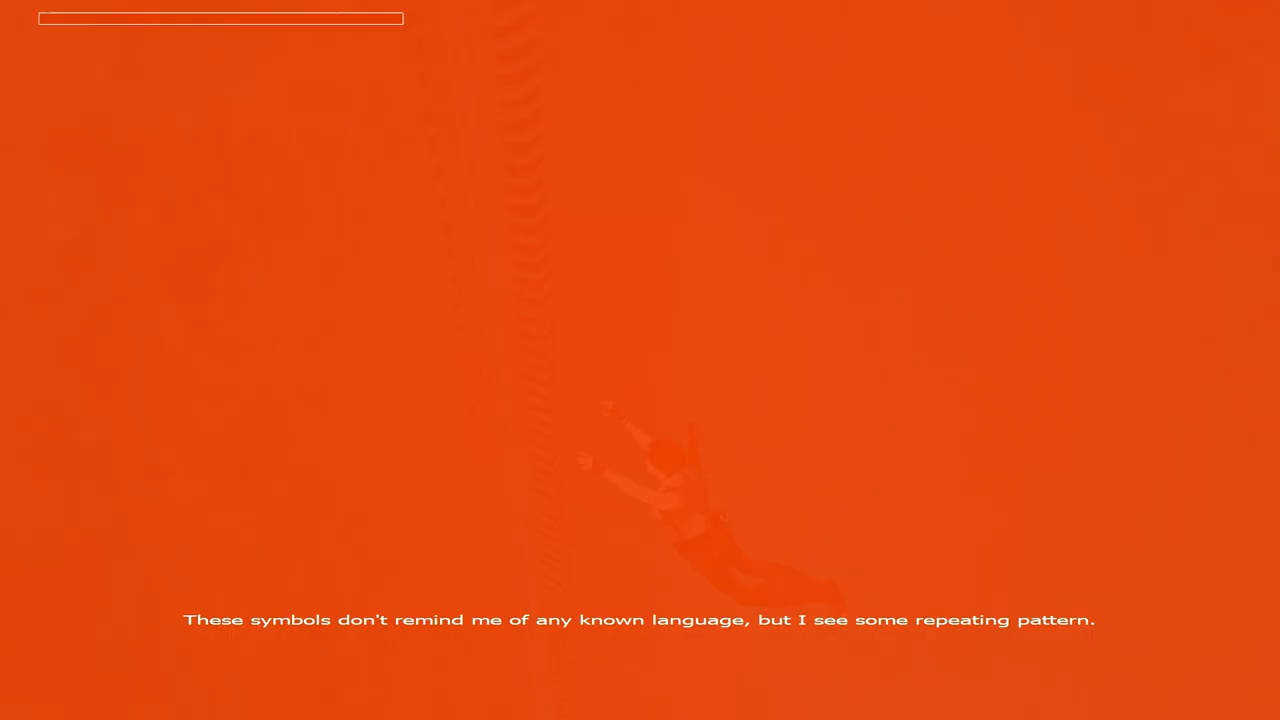 These symbols don't remind me of any known language, but I see some repeating pattern.